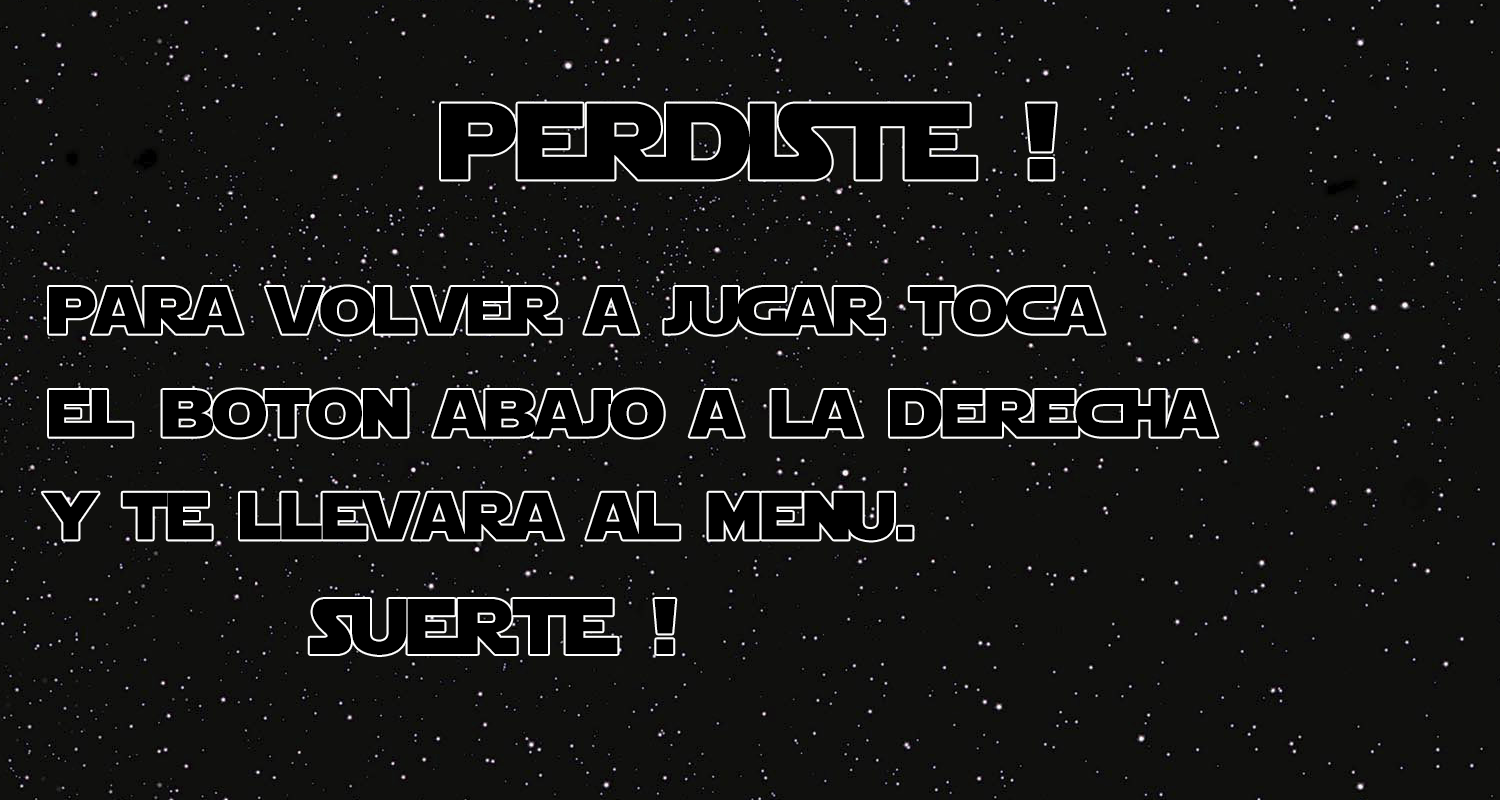 PERDISTE !
PARA VOLVER A JUGAR TOCA
EL BOTON ABAJO A LA DERECHA
Y TE LLEVARA AL MENU.
SUERTE !